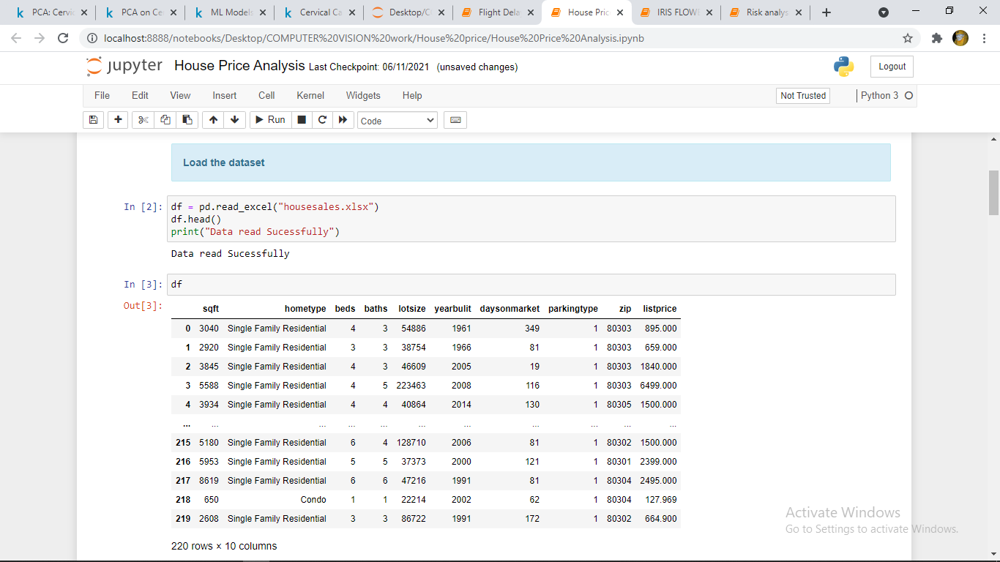 PCA: Cervi
PCA on Ce
ML Models
Cervical Ca
Desktop/C
Flight Dela
House Pric
IRIS FLOWE
Risk analys
localhost:8888/notebooks/Desktop/COMPUTER%20VISION%20work/House%20price/House%20Price%20Analysis.ipynb
jupyter House Price Analysis Last Checkpoint: 06/11/2021 (unsaved changes)
Logout
File Edit View Insert Cell Kernel Widgets Help
Not Trusted
Python 3
Run
Code
Load the dataset
In [2]: df = pd.read_excel("housesales.xlsx")
df.head()
print("Data read Sucessfully")
Data read Sucessfully
In [3]: df
Out[3]:
sqft hometype beds baths lotsize yearbulit daysonmarket parkingtype zip listprice
0 3040 Single Family Residential 4 3 54886 1961 349 1 80303 895.000
1 2920 Single Family Residential 3 3 38754 1966 81 1 80303 659.000
2 3845 Single Family Residential 4 3 46609 2005 19 1 80303 1840.000
3 5588 Single Family Residential 4 5 223463 2008 116 1 80303 6499.000
4 3934 Single Family Residential 4 4 40864 2014 130 1 80305 1500.000
... ... ... ... ... ... ... ... ... ... ...
215 5180 Single Family Residential 6 4 128710 2006 81 1 80302 1500.000
216 5953 Single Family Residential 5 5 37373 2000 121 1 80301 2399.000
217 8619 Single Family Residential 6 6 47216 1991 81 1 80304 2495.000
218 650 Condo 1 1 22214 2002 62 1 80304 127.969
219 2608 Single Family Residential 3 3 86722 1991 172 1 80302 664.900
220 rows × 10 columns
Activate Windows
Go to Settings to activate Windows.